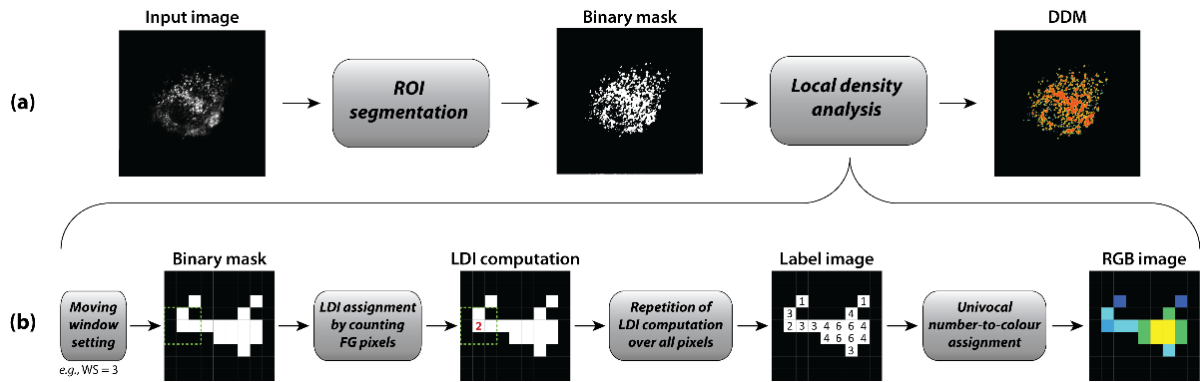 Input image
Binary mask
DDM
(a)
ROI
segmentation
Local density
analysis
Binary mask
LDI computation
Label image
RGB image
(b)
Moving
window
setting
e.g., WS = 3
LDI assignment
by counting
FG pixels
2
Repetition of
LDI computation
over all pixels
1 1
3 4
2 3 3 4 6 6 4
4 6 6 4
3
Univocal
number-to-colour
assignment